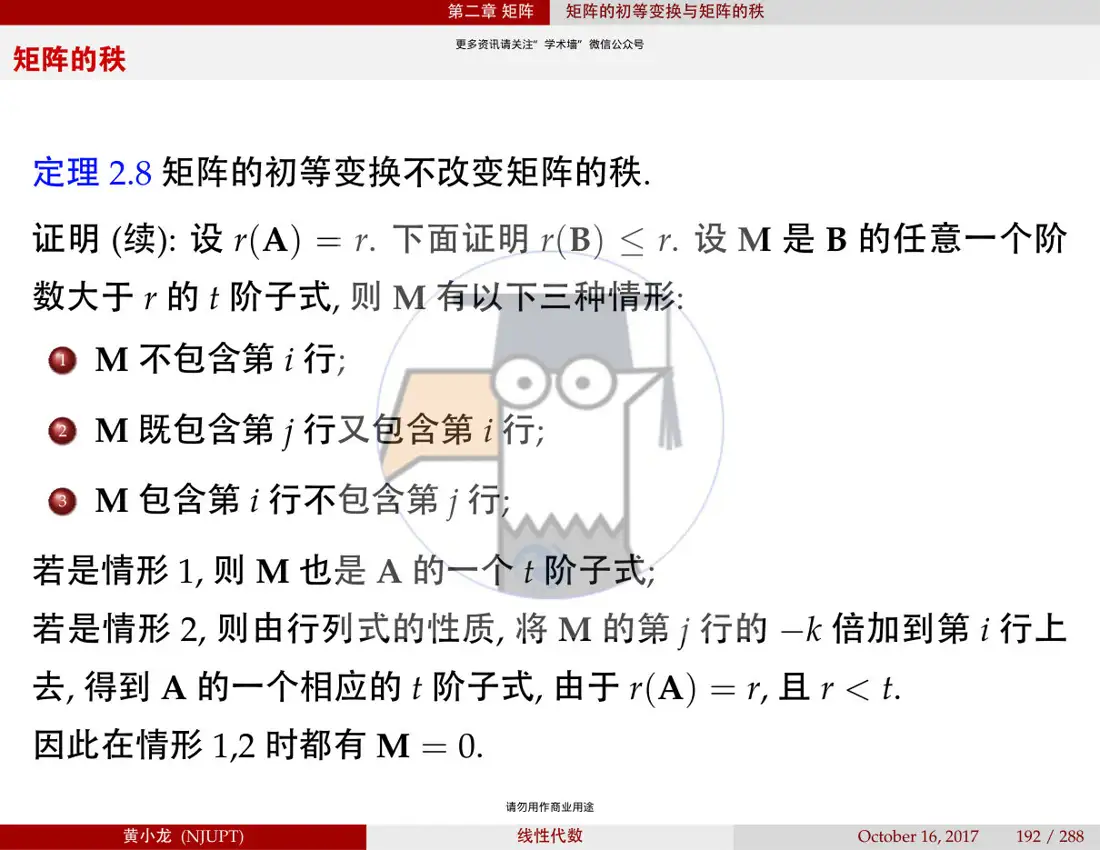 第二章 矩阵 矩阵的初等变换与矩阵的秩
更多资讯请关注“学术墙”微信公众号
矩阵的秩
定理 2.8 矩阵的初等变换不改变矩阵的秩.
证明 (续): 设 r(A) = r. 下面证明 r(B) ≤ r. 设 M 是 B 的任意一个阶
数大于 r 的 t 阶子式, 则 M 有以下三种情形:
1 M 不包含第 i 行;
2 M 既包含第 j 行又包含第 i 行;
3 M 包含第 i 行不包含第 j 行;
若是情形 1, 则 M 也是 A 的一个 t 阶子式;
若是情形 2, 则由行列式的性质, 将 M 的第 j 行的 −k 倍加到第 i 行上
去, 得到 A 的一个相应的 t 阶子式, 由于 r(A) = r, 且 r < t.
因此在情形 1,2 时都有 M = 0.
请勿用作商业用途
黄小龙 (NJUPT) 线性代数 October 16, 2017 192 / 288